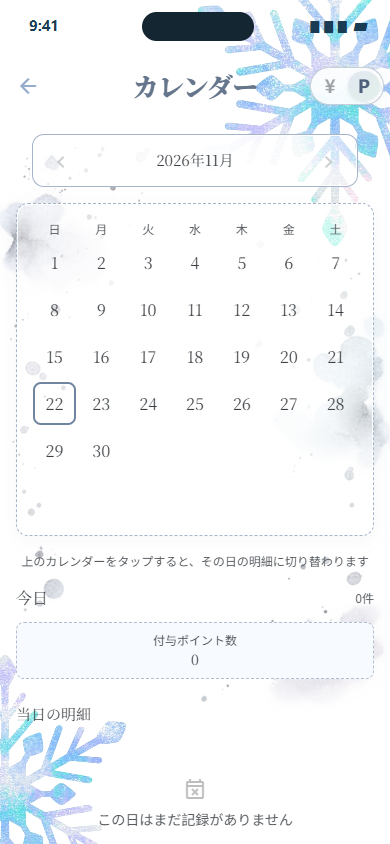 9:41
カレンダー
¥ P
2026年11月
日 月 火 水 木 金 土
1 2 3 4 5 6 7
8 9 10 11 12 13 14
15 16 17 18 19 20 21
22 23 24 25 26 27 28
29 30
上のカレンダーをタップすると、その日の明細に切り替わります
今日 0件
付与ポイント数
0
当日の明細
この日はまだ記録がありません